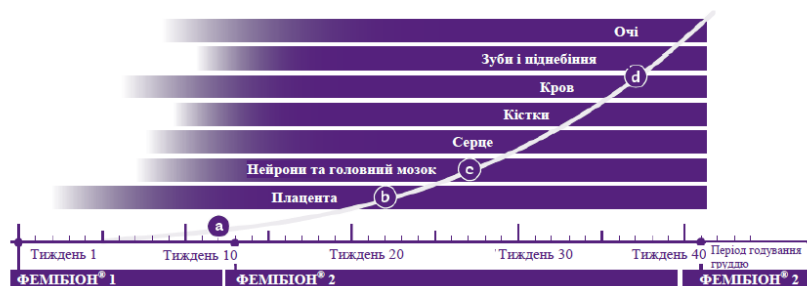 Очі
Зуби і піднебіння
d
Кров
Кістки
Серце
Нейрони та головний мозок
c
Плацента
b
a
Тиждень 1
Тиждень 10
Тиждень 20
Тиждень 30
Тиждень 40
Період годування
груддю
ФЕМІБІОН® 1
ФЕМІБІОН® 2
ФЕМІБІОН® 2